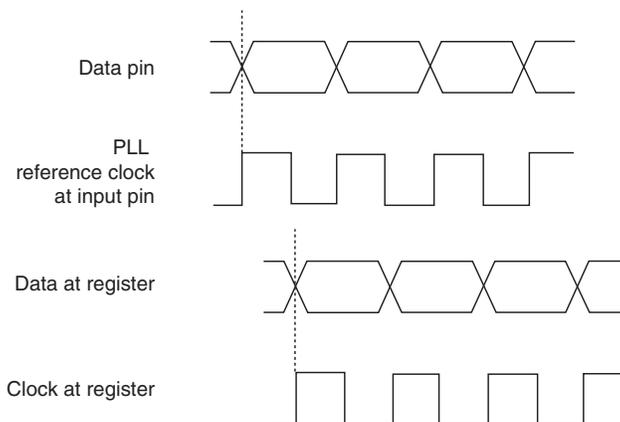 Data pin
PLL
reference clock
at input pin
Data at register
Clock at register